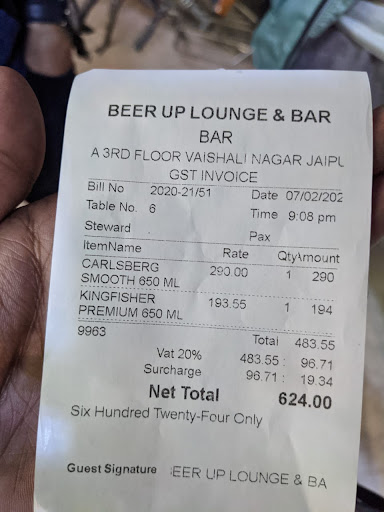 BEER UP LOUNGE & BAR
BAR
A 3RD FLOOR VAISHALI NAGAR JAIPU
GST INVOICE
Bill No 2020-21/51 Date 07/02/202
Table No. 6 Time 9:08 pm
Steward Pax
ItemName Rate Qty Amount
CARLSBERG SMOOTH 650 ML 290.00 1 290
KINGFISHER PREMIUM 650 ML 193.55 1 194
9963 Total 483.55
Vat 20% 483.55 : 96.71
Surcharge 96.71 : 19.34
Net Total 624.00
Six Hundred Twenty-Four Only
Guest Signature EER UP LOUNGE & BA